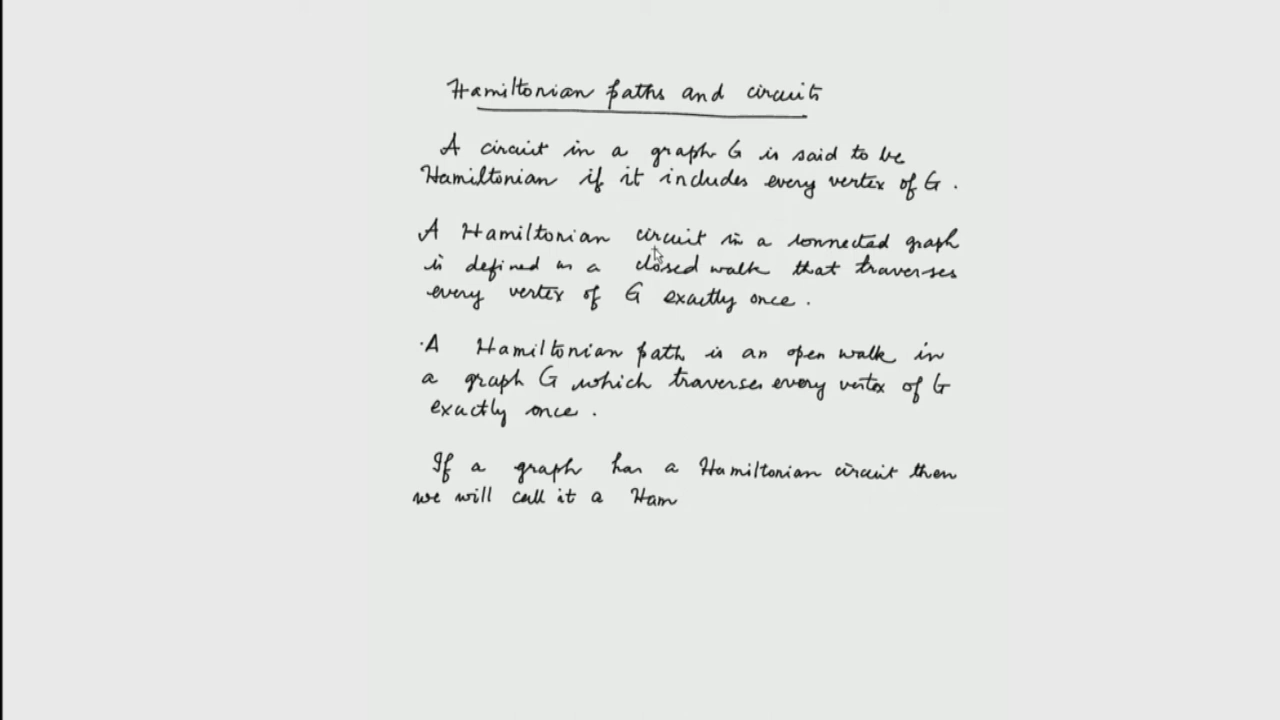 Hamiltonian paths and circuits
A circuit in a graph G is said to be
Hamiltonian if it includes every vertex of G.
A Hamiltonian circuit in a connected graph
is defined as a closed walk that traverses
every vertex of G exactly once.
A Hamiltonian path is an open walk in
a graph G which traverses every vertex of G
exactly once.
If a graph has a Hamiltonian circuit then
we will call it a Ham